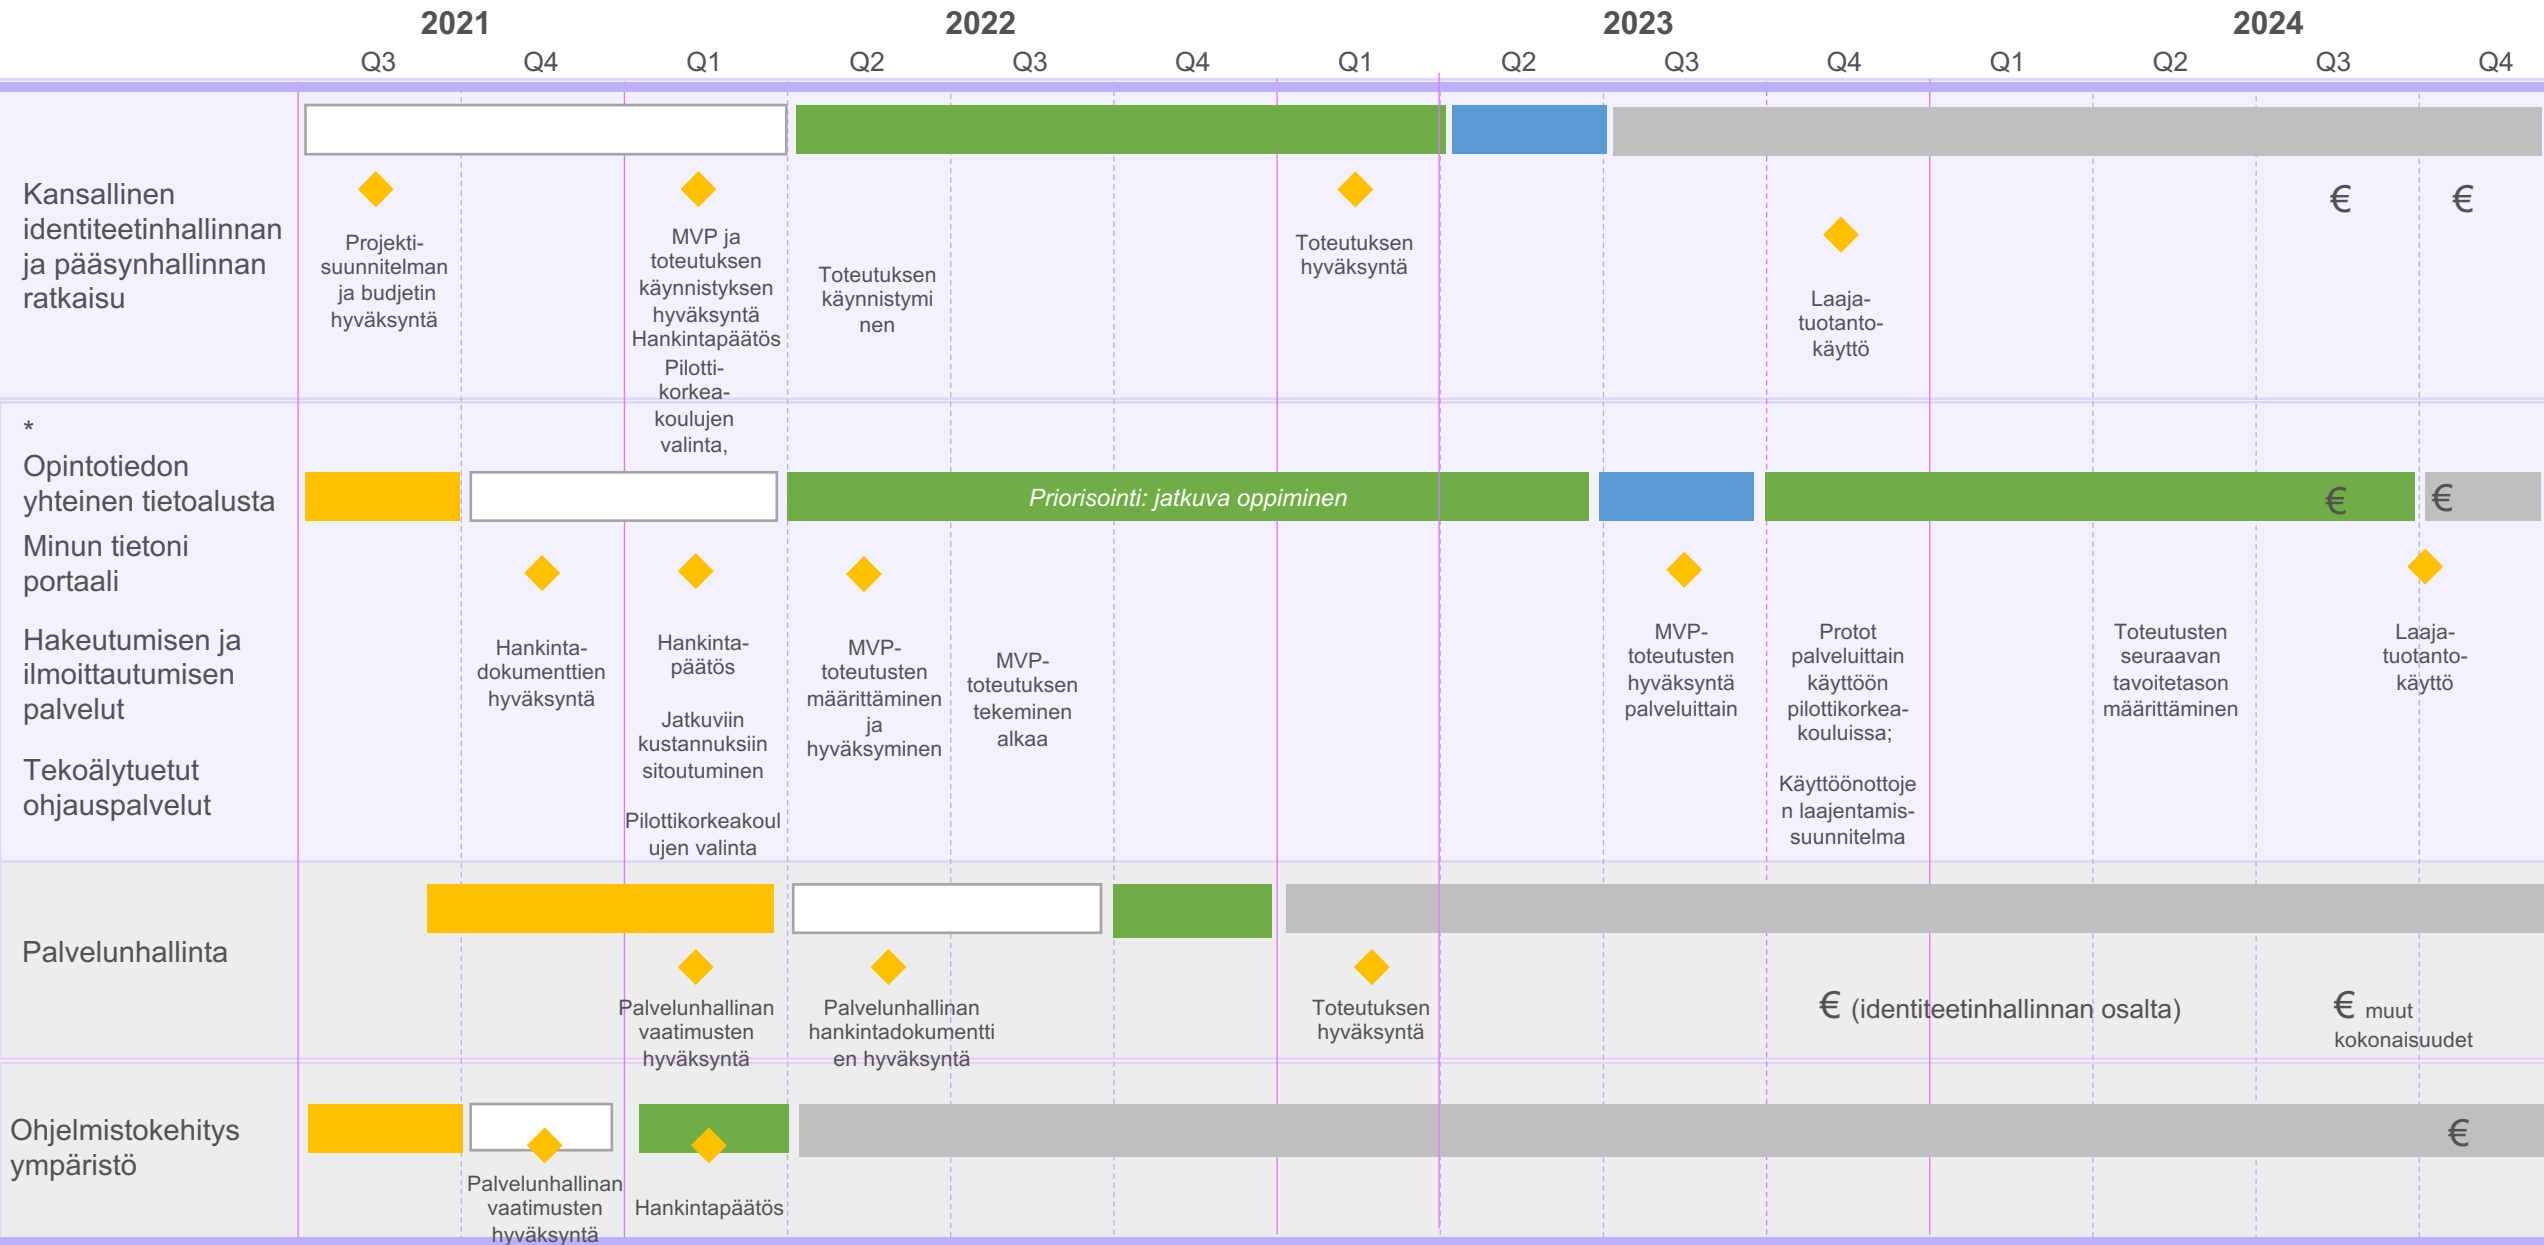 2021
2022
2023
2024
Q3
Q4
Q1
Q2
Q3
Q4
Q1
Q2
Q3
Q4
Q1
Q2
Q3
Q4
Kansallinen
identiteetinhallinnan
ja pääsynhallinnan
ratkaisu
Projekti-
suunnitelman
ja budjetin
hyväksyntä
MVP ja
toteutuksen
käynnistyksen
hyväksyntä
Hankintapäätös
Pilotti-
korkea-
koulujen
valinta,
Toteutuksen
käynnistymi
nen
Toteutuksen
hyväksyntä
Laaja-
tuotanto-
käyttö
€
€
*
Opintotiedon
yhteinen tietoalusta
Minun tietoni
portaali
Hakeutumisen ja
ilmoittautumisen
palvelut
Tekoälytuetut
ohjauspalvelut
Priorisointi: jatkuva oppiminen
€
€
Hankinta-
dokumenttien
hyväksyntä
Hankinta-
päätös
Jatkuviin
kustannuksiin
sitoutuminen
Pilottikorkeakoul
ujen valinta
MVP-
toteutusten
määrittäminen
ja
hyväksyminen
MVP-
toteutuksen
tekeminen
alkaa
MVP-
toteutusten
hyväksyntä
palveluittain
Protot
palveluittain
käyttöön
pilottikorkea-
kouluissa;
Käyttöönottoje
n laajentamis-
suunnitelma
Toteutusten
seuraavan
tavoitetason
määrittäminen
Laaja-
tuotanto-
käyttö
Palvelunhallinta
Palvelunhallinan
vaatimusten
hyväksyntä
Palvelunhallinan
hankintadokumentti
en hyväksyntä
Toteutuksen
hyväksyntä
€ (identiteetinhallinnan osalta)
€ muut
kokonaisuudet
Ohjelmistokehitys
ympäristö
€
Palvelunhallinan
vaatimusten
hyväksyntä
Hankintapäätös